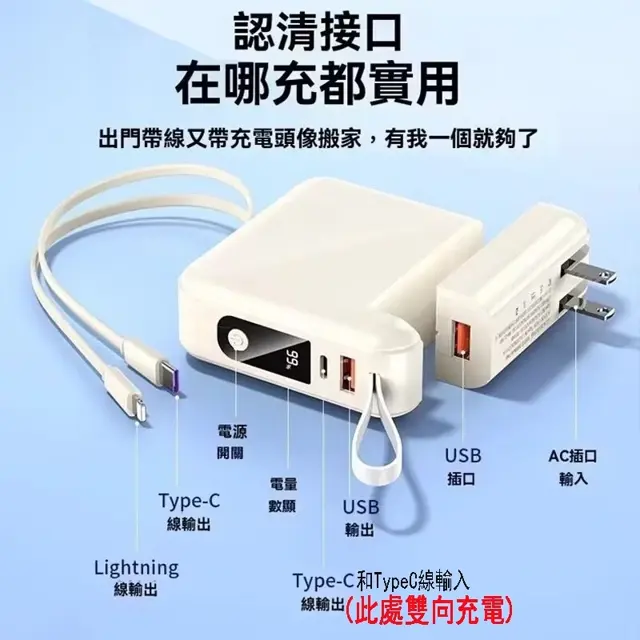 認清接口
在哪充都實用
出門帶線又帶充電頭像搬家，有我一個就夠了
99%
電源
開關
電量
數顯
USB
插口
AC插口
輸入
Type-C
線輸出
USB
輸出
Lightning
線輸出
Type-C和TypeC線輸入
線輸出(此處雙向充電)